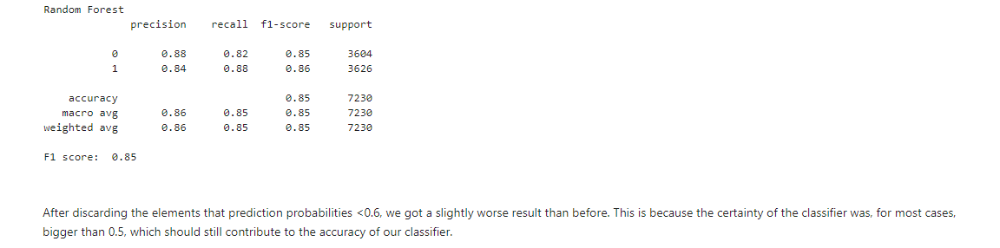 Random Forest
precision recall f1-score support
0 0.88 0.82 0.85 3604
1 0.84 0.88 0.86 3626
accuracy 0.85 7230
macro avg 0.86 0.85 0.85 7230
weighted avg 0.86 0.85 0.85 7230
F1 score: 0.85
After discarding the elements that prediction probabilities <0.6, we got a slightly worse result than before. This is because the certainty of the classifier was, for most cases,
bigger than 0.5, which should still contribute to the accuracy of our classifier.